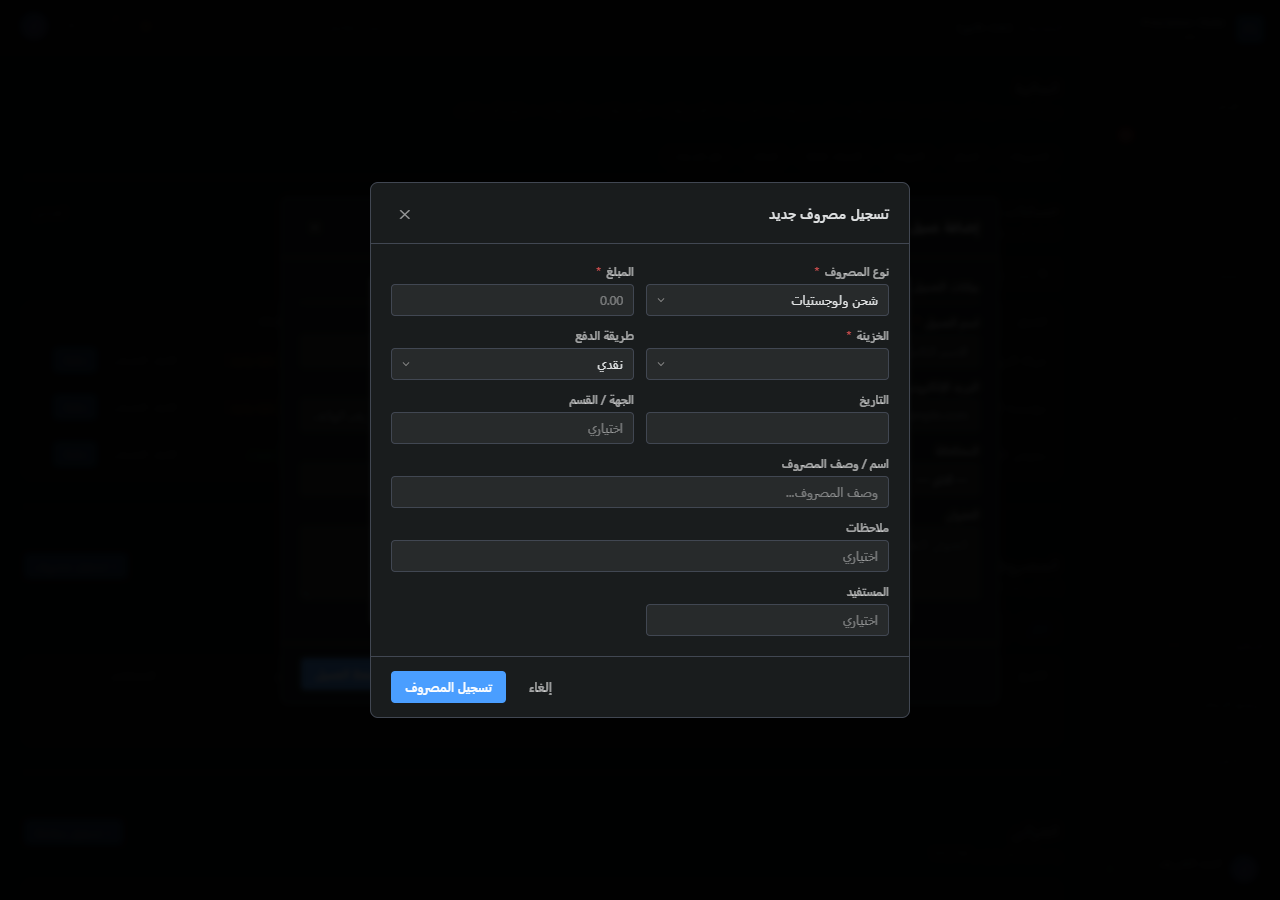 تسجيل مصروف جديد
نوع المصروف *
المبلغ *
شحن ولوجستيات
0.00
الخزينة *
طريقة الدفع
نقدي
التاريخ
الجهة / القسم
اختياري
اسم / وصف المصروف
وصف المصروف...
ملاحظات
اختياري
المستفيد
اختياري
إلغاء
تسجيل المصروف